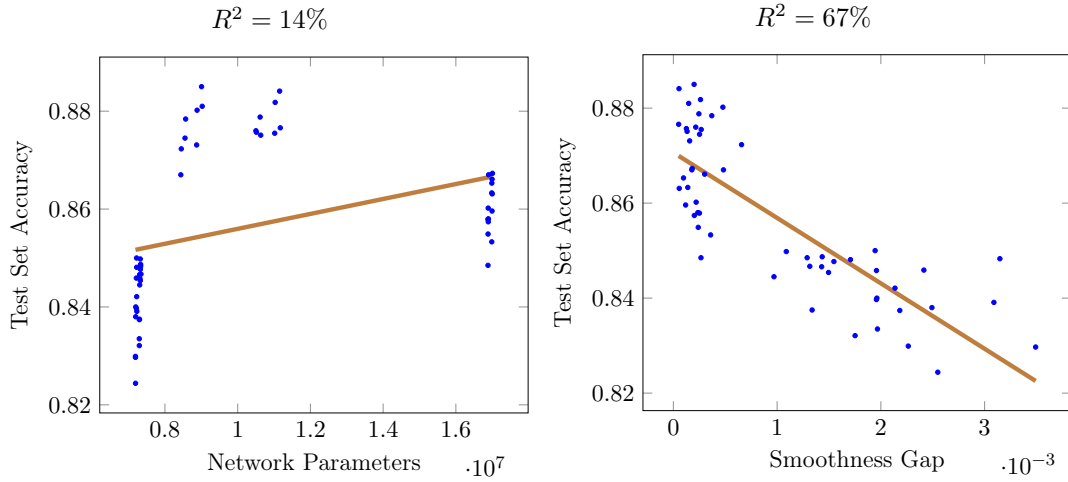 R² = 14%
0.88
0.86
0.84
0.82
Test Set Accuracy
0.8 1 1.2 1.4 1.6
Network Parameters ·10⁷
R² = 67%
0.88
0.86
0.84
0.82
Test Set Accuracy
0 1 2 3
Smoothness Gap ·10⁻³